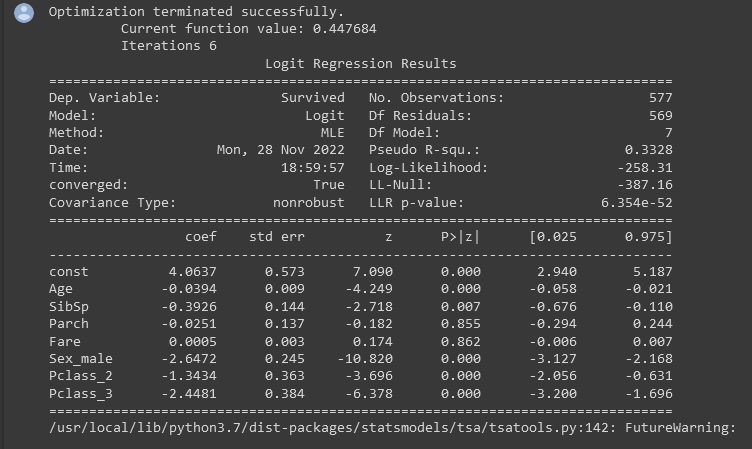 Optimization terminated successfully.
         Current function value: 0.447684
         Iterations 6
                           Logit Regression Results
==============================================================================
Dep. Variable:               Survived   No. Observations:                  577
Model:                          Logit   Df Residuals:                      569
Method:                           MLE   Df Model:                            7
Date:                Mon, 28 Nov 2022   Pseudo R-squ.:                  0.3328
Time:                        18:59:57   Log-Likelihood:                -258.31
converged:                       True   LL-Null:                       -387.16
Covariance Type:            nonrobust   LLR p-value:                 6.354e-52
==============================================================================
                 coef    std err          z      P>|z|      [0.025      0.975]
------------------------------------------------------------------------------
const          4.0637      0.573      7.090      0.000       2.940       5.187
Age           -0.0394      0.009     -4.249      0.000      -0.058      -0.021
SibSp         -0.3926      0.144     -2.718      0.007      -0.676      -0.110
Parch         -0.0251      0.137     -0.182      0.855      -0.294       0.244
Fare           0.0005      0.003      0.174      0.862      -0.006       0.007
Sex_male      -2.6472      0.245    -10.820      0.000      -3.127      -2.168
Pclass_2      -1.3434      0.363     -3.696      0.000      -2.056      -0.631
Pclass_3      -2.4481      0.384     -6.378      0.000      -3.200      -1.696
==============================================================================
/usr/local/lib/python3.7/dist-packages/statsmodels/tsa/tsatools.py:142: FutureWarning: